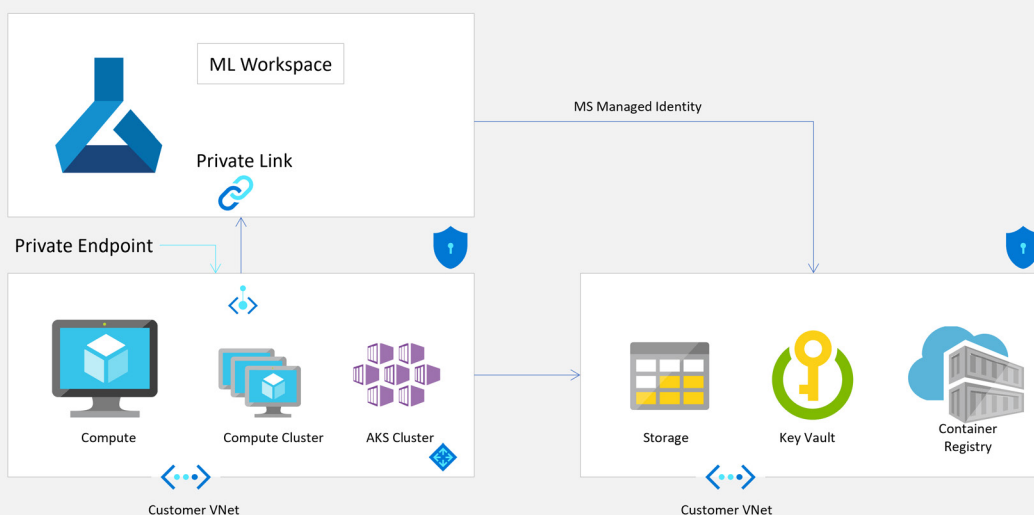 ML Workspace
MS Managed Identity
Private Link
Private Endpoint
Compute
Compute Cluster
AKS Cluster
Storage
Key Vault
Container
Registry
Customer VNet
Customer VNet